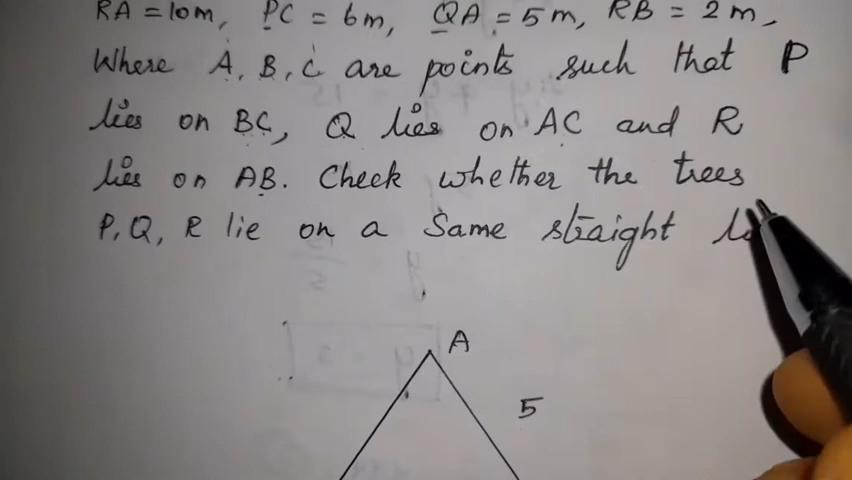 RA = 10m, PC = 6m, QA = 5m, RB = 2m,
Where A, B, C are points such that P
lies on BC, Q lies on AC and R
lies on AB. Check whether the trees
P, Q, R lie on a Same straight
A
5